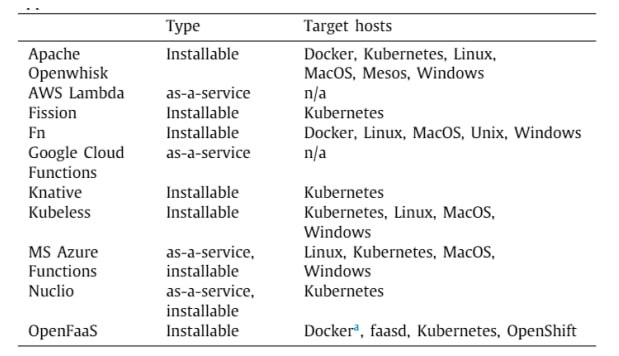 Type Target hosts
Apache Installable Docker, Kubernetes, Linux,
Openwhisk MacOS, Mesos, Windows
AWS Lambda as-a-service n/a
Fission Installable Kubernetes
Fn Installable Docker, Linux, MacOS, Unix, Windows
Google Cloud as-a-service n/a
Functions
Knative Installable Kubernetes
Kubeless Installable Kubernetes, Linux, MacOS,
Windows
MS Azure as-a-service, Linux, Kubernetes, MacOS,
Functions installable Windows
Nuclio as-a-service, Kubernetes
installable
OpenFaaS Installable Dockerᵃ, faasd, Kubernetes, OpenShift